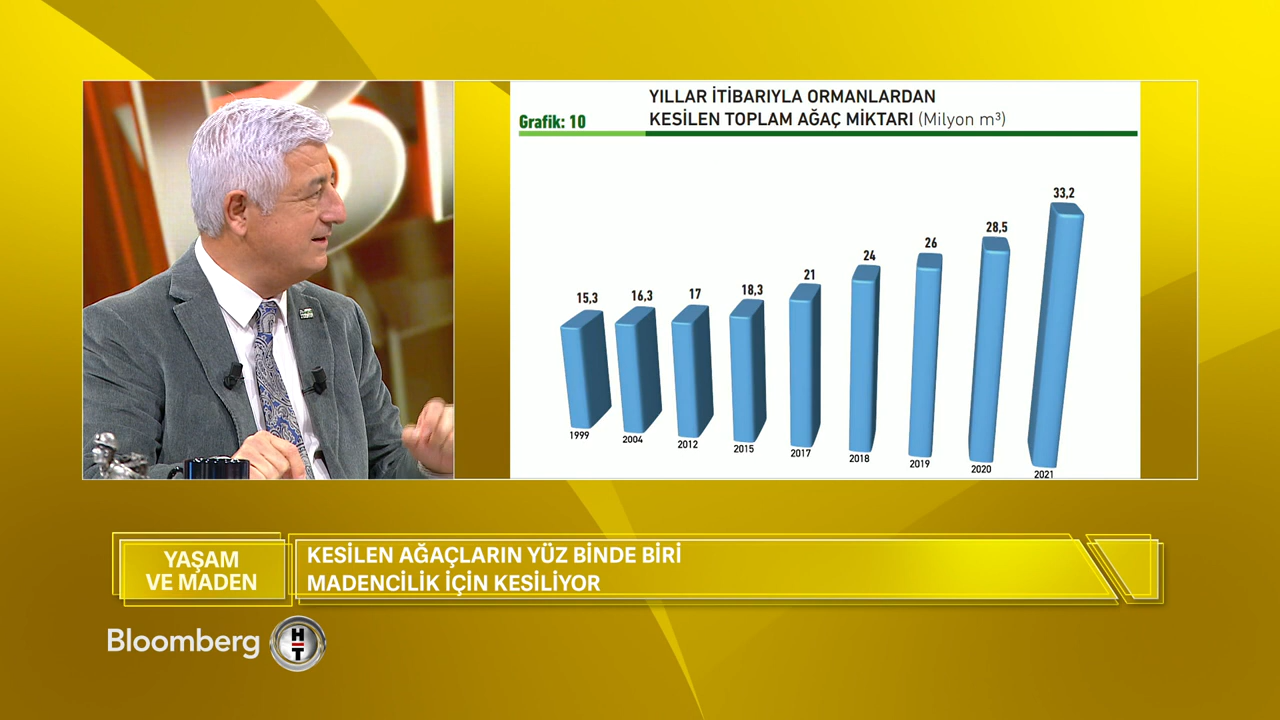 YILLAR İTİBARIYLA ORMANLARDAN
KESİLEN TOPLAM AĞAÇ MİKTARI (Milyon m³)
Grafik: 10
15,3
16,3
17
18,3
21
24
26
28,5
33,2
1999
2004
2012
2015
2017
2018
2019
2020
2021
YAŞAM
VE MADEN
KESİLEN AĞAÇLARIN YÜZ BİNDE BİRİ
MADENCİLİK İÇİN KESİLİYOR
Bloomberg HT